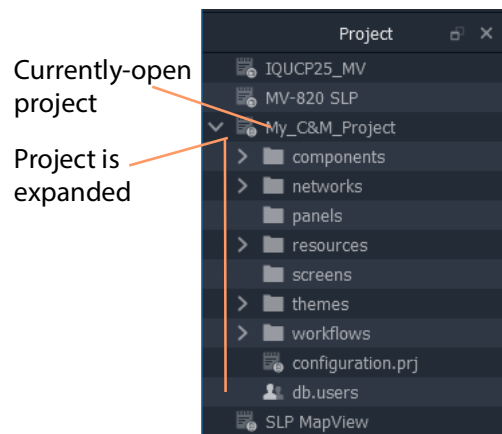 Currently-open
project
Project is
expanded
Project
IQUCP25_MV
MV-820 SLP
My_C&M_Project
components
networks
panels
resources
screens
themes
workflows
configuration.prj
db.users
SLP MapView